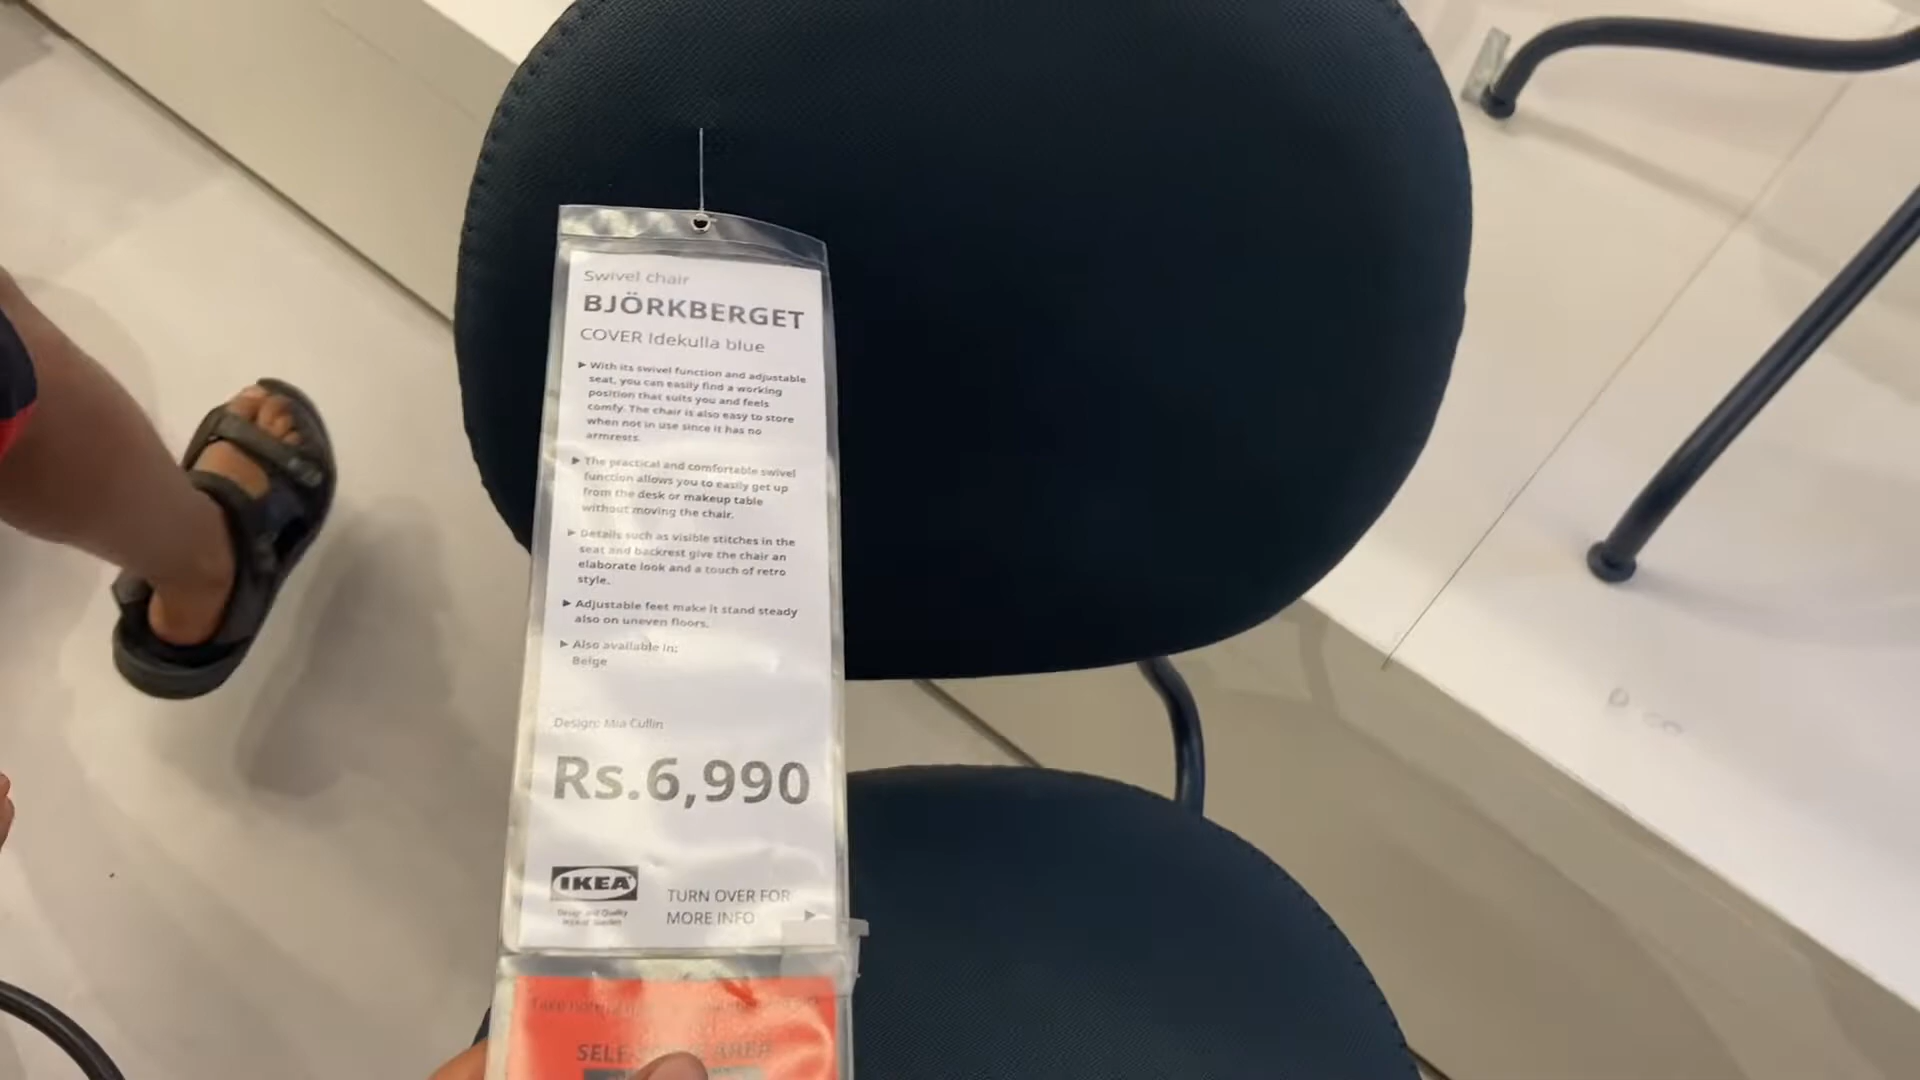 Swivel chair
BJÖRKBERGET
COVER Idekulla blue
▶ With its swivel function and adjustable
seat, you can easily find a working
position that suits you and feels
comfy. The chair is also easy to store
when not in use since it has no
armrests.
▶ The practical and comfortable swivel
function allows you to easily get up
from the desk or makeup table
without moving the chair.
▶ Details such as visible stitches in the
seat and backrest give the chair an
elaborate look and a touch of retro
style.
▶ Adjustable feet make it stand steady
also on uneven floors.
▶ Also available in:
Beige
Design: Mia Cullin
Rs.6,990
IKEA
Design and Quality
TURN OVER FOR
MORE INFO ▶
AREA